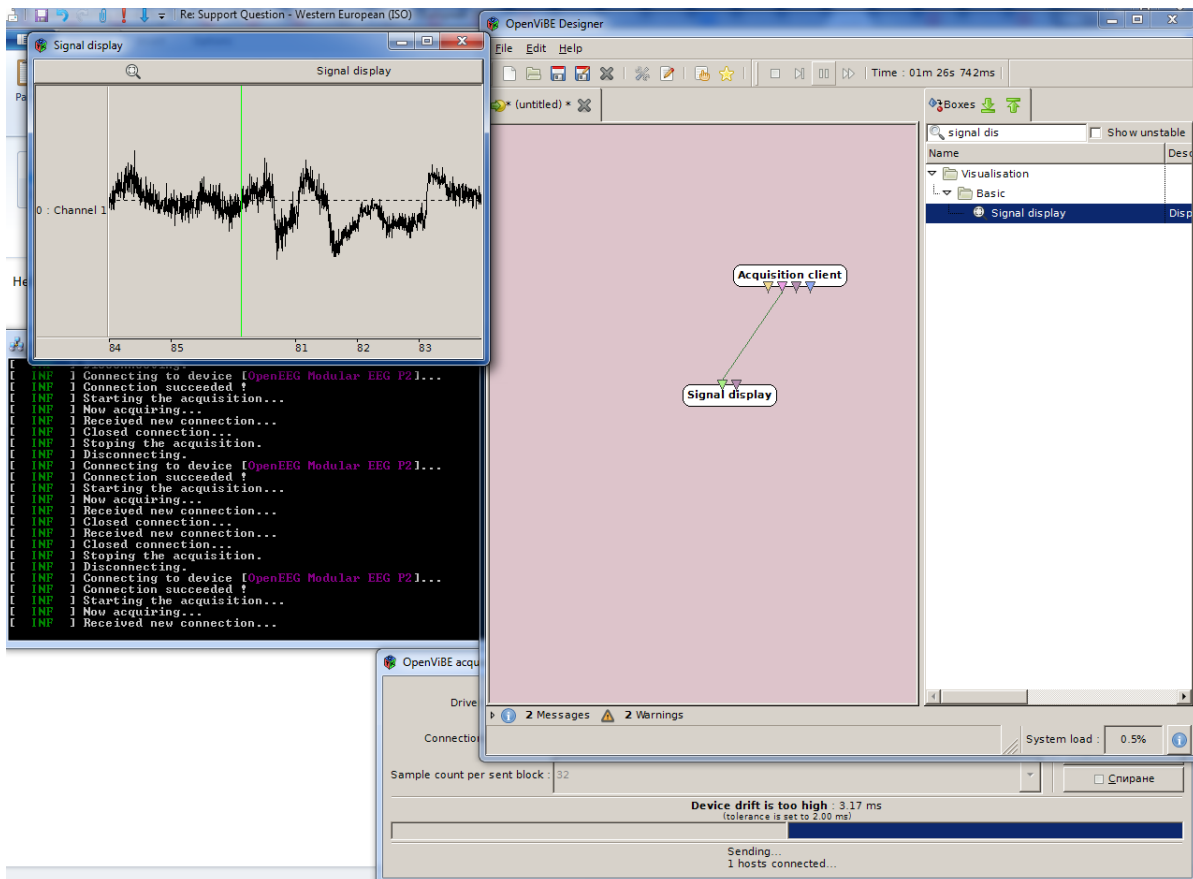 Re: Support Question - Western European (ISO)
Signal display
Signal display
0 : Channel 1
84 85 81 82 83
He
[ INF ] Connecting to device [OpenEEG Modular EEG P2]...
[ INF ] Connection succeeded !
[ INF ] Starting the acquisition...
[ INF ] Now acquiring...
[ INF ] Received new connection...
[ INF ] Closed connection...
[ INF ] Stoping the acquisition.
[ INF ] Disconnecting.
[ INF ] Connecting to device [OpenEEG Modular EEG P2]...
[ INF ] Connection succeeded !
[ INF ] Starting the acquisition...
[ INF ] Now acquiring...
[ INF ] Received new connection...
[ INF ] Closed connection...
[ INF ] Received new connection...
[ INF ] Closed connection...
[ INF ] Stoping the acquisition.
[ INF ] Disconnecting.
[ INF ] Connecting to device [OpenEEG Modular EEG P2]...
[ INF ] Connection succeeded !
[ INF ] Starting the acquisition...
[ INF ] Now acquiring...
[ INF ] Received new connection...
OpenViBE Designer
File Edit Help
Time : 01m 26s 742ms
* (untitled) *
Boxes
signal dis
Show unstable
Name Desc
Visualisation
Basic
Signal display Disp
Acquisition client
Signal display
2 Messages 2 Warnings
System load : 0.5%
OpenViBE acqu
Drive
Connection
Sample count per sent block : 32
Спиране
Device drift is too high : 3.17 ms
(tolerance is set to 2.00 ms)
Sending...
1 hosts connected...